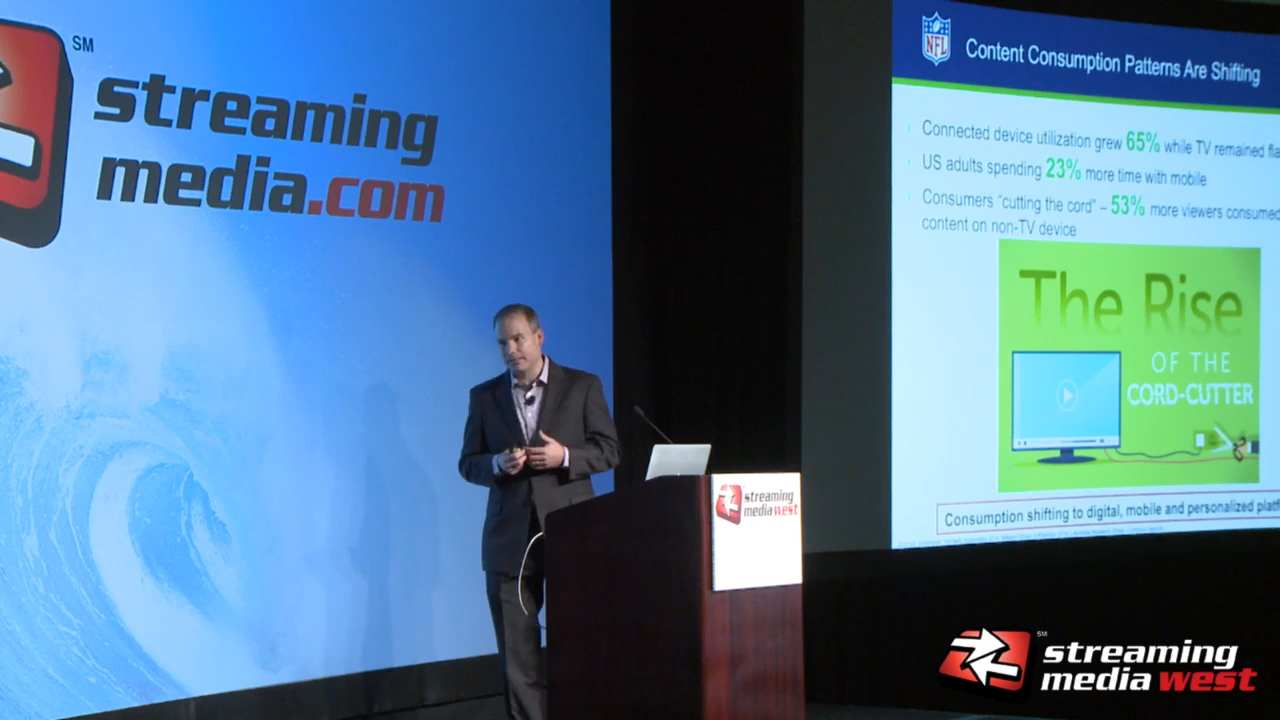 SM
streaming
media.com
NFL
Content Consumption Patterns Are Shifting
Connected device utilization grew 65% while TV remained
US adults spending 23% more time with mobile
Consumers "cutting the cord" – 53% more viewers consumed
content on non-TV device
The Rise
OF THE
CORD-CUTTER
Consumption shifting to digital, mobile and personalized
streaming
media west
SM
streaming
media west